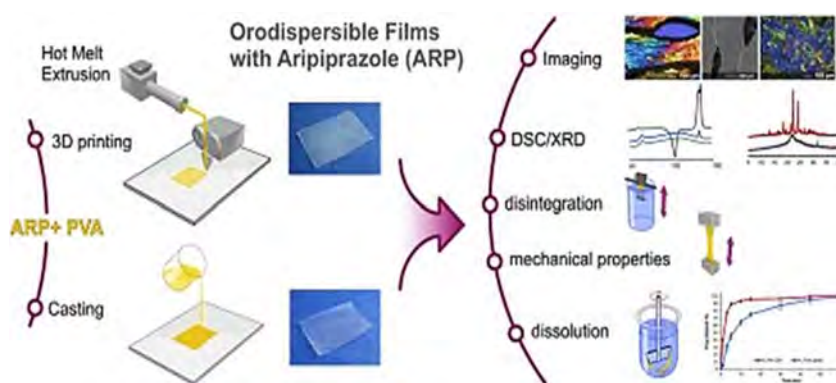 Orodispersible Films
with Aripiprazole (ARP)
Hot Melt
Extrusion
3D printing
ARP+ PVA
Casting
Imaging
DSC/XRD
disintegration
mechanical properties
dissolution